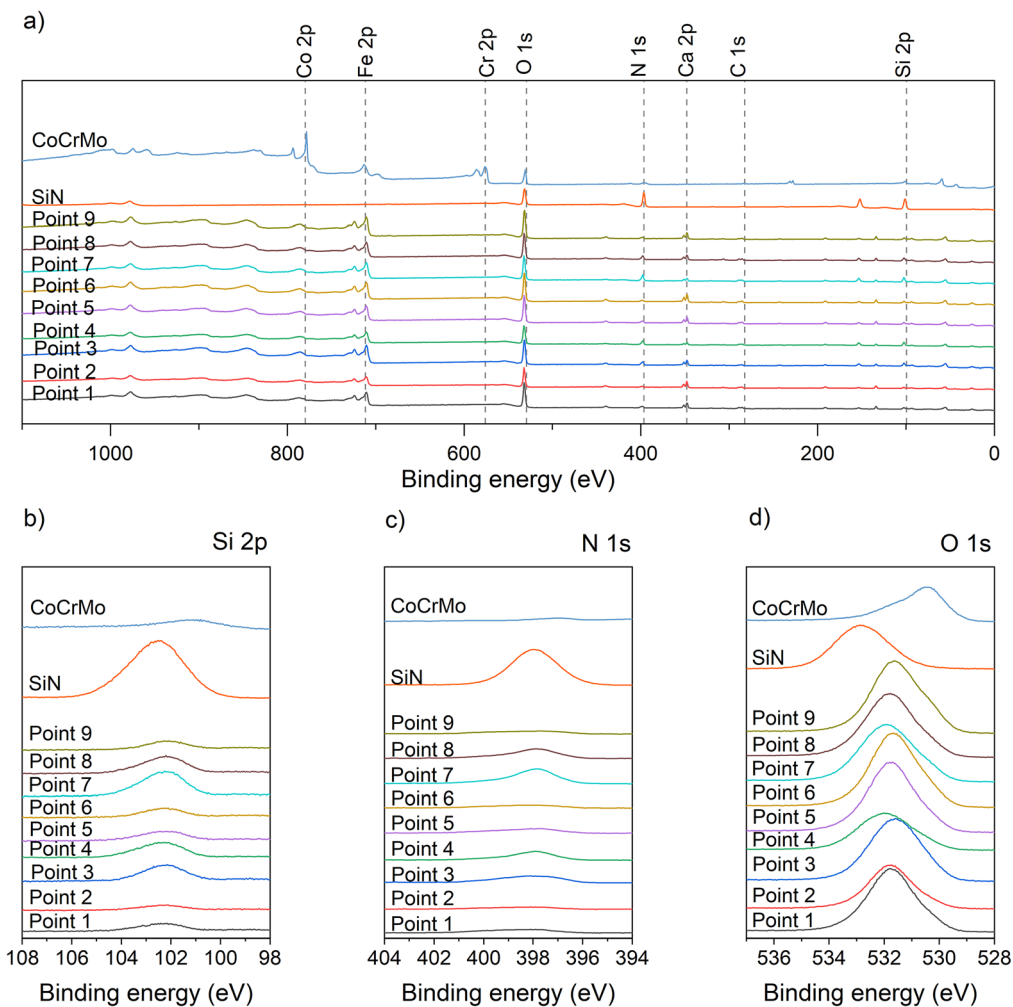 a)
Co 2p
Fe 2p
Cr 2p
O 1s
N 1s
Ca 2p
C 1s
Si 2p
CoCrMo
SiN
Point 9
Point 8
Point 7
Point 6
Point 5
Point 4
Point 3
Point 2
Point 1
1000 800 600 400 200 0
Binding energy (eV)
b)
Si 2p
CoCrMo
SiN
Point 9
Point 8
Point 7
Point 6
Point 5
Point 4
Point 3
Point 2
Point 1
108 106 104 102 100 98
Binding energy (eV)
c)
N 1s
CoCrMo
SiN
Point 9
Point 8
Point 7
Point 6
Point 5
Point 4
Point 3
Point 2
Point 1
404 402 400 398 396 394
Binding energy (eV)
d)
O 1s
CoCrMo
SiN
Point 9
Point 8
Point 7
Point 6
Point 5
Point 4
Point 3
Point 2
Point 1
536 534 532 530 528
Binding energy (eV)